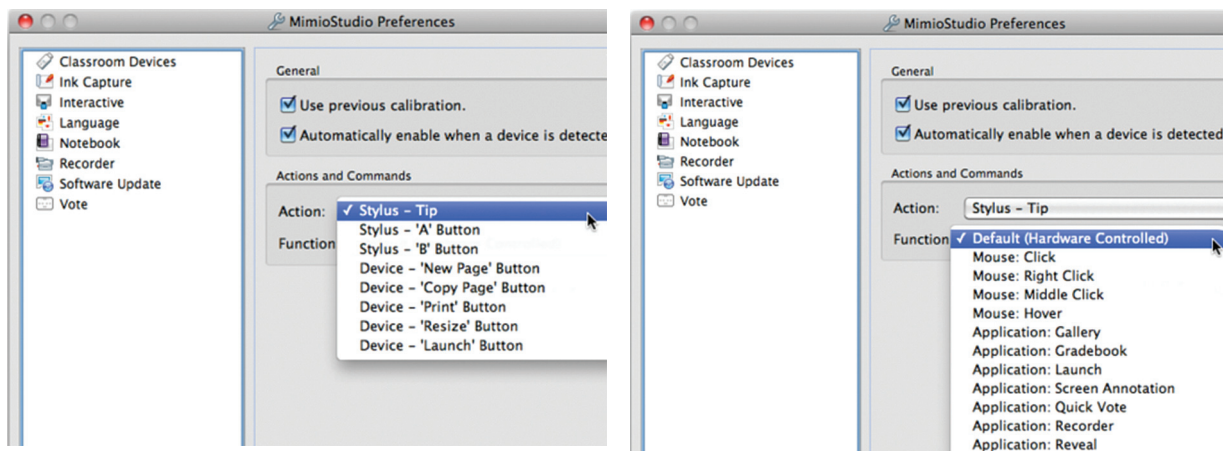 MimioStudio Preferences
Classroom Devices
Ink Capture
Interactive
Language
Notebook
Recorder
Software Update
Vote
General
Use previous calibration.
Automatically enable when a device is detecte
Actions and Commands
Action:
✓ Stylus – Tip
Stylus – 'A' Button
Stylus – 'B' Button
Device – 'New Page' Button
Device – 'Copy Page' Button
Device – 'Print' Button
Device – 'Resize' Button
Device – 'Launch' Button
Function
MimioStudio Preferences
Classroom Devices
Ink Capture
Interactive
Language
Notebook
Recorder
Software Update
Vote
General
Use previous calibration.
Automatically enable when a device is detected
Actions and Commands
Action: Stylus – Tip
Function ✓ Default (Hardware Controlled)
Mouse: Click
Mouse: Right Click
Mouse: Middle Click
Mouse: Hover
Application: Gallery
Application: Gradebook
Application: Launch
Application: Screen Annotation
Application: Quick Vote
Application: Recorder
Application: Reveal